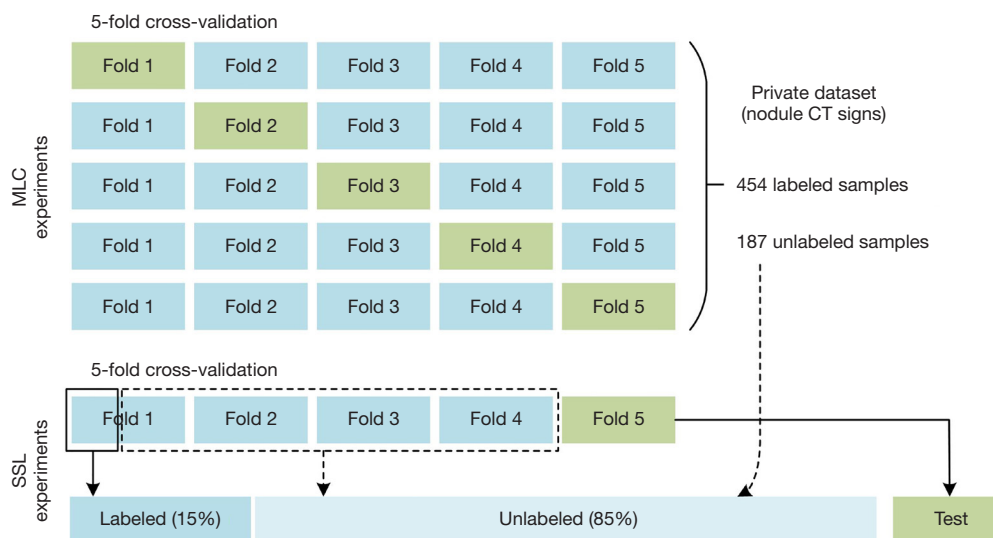 5-fold cross-validation
Fold 1 Fold 2 Fold 3 Fold 4 Fold 5
Fold 1 Fold 2 Fold 3 Fold 4 Fold 5
Fold 1 Fold 2 Fold 3 Fold 4 Fold 5
Fold 1 Fold 2 Fold 3 Fold 4 Fold 5
Fold 1 Fold 2 Fold 3 Fold 4 Fold 5
MLC
experiments
Private dataset
(nodule CT signs)
454 labeled samples
187 unlabeled samples
5-fold cross-validation
Fold 1 Fold 2 Fold 3 Fold 4 Fold 5
SSL
experiments
Labeled (15%) Unlabeled (85%) Test